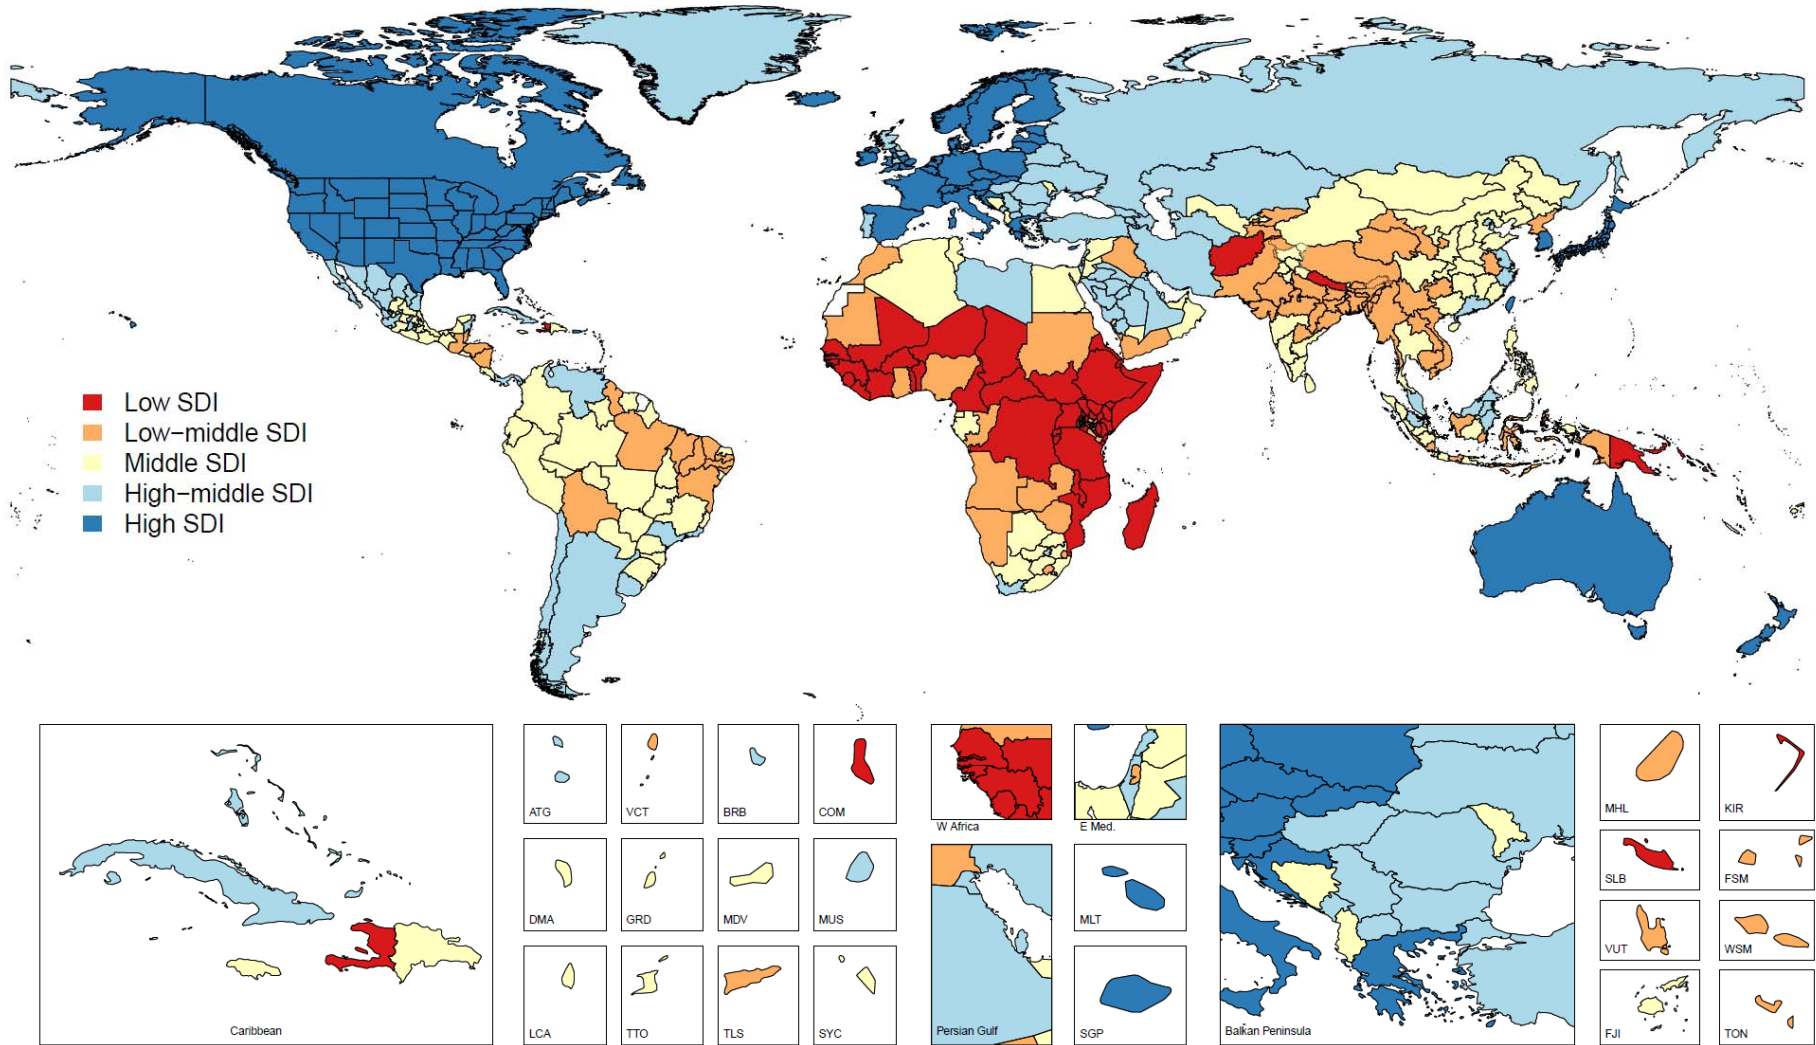 Low SDI
Low-middle SDI
Middle SDI
High-middle SDI
High SDI
ATG
VCT
BRB
COM
W Africa
E Med.
MHL
KIR
DMA
GRD
MDV
MUS
MLT
SLB
FSM
VUT
WSM
Caribbean
LCA
TTO
TLS
SYC
Persian Gulf
SGP
Balkan Peninsula
FJI
TON